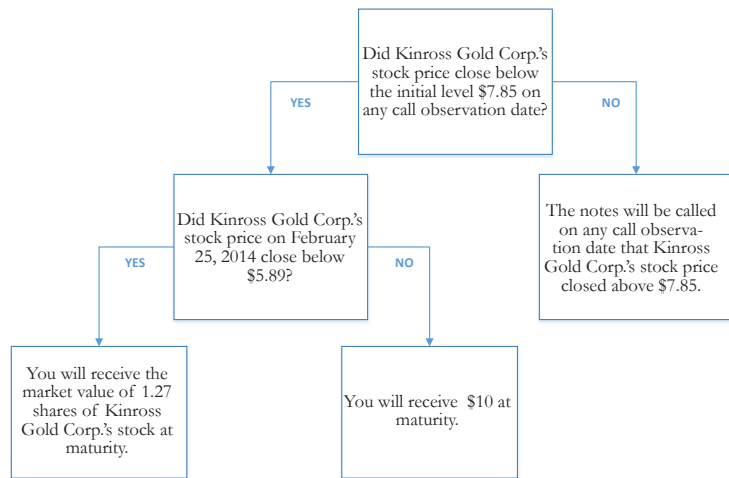 Did Kinross Gold Corp.'s
stock price close below
the initial level $7.85 on
any call observation date?
YES
NO
Did Kinross Gold Corp.'s
stock price on February
25, 2014 close below
$5.89?
The notes will be called
on any call observa-
tion date that Kinross
Gold Corp.'s stock price
closed above $7.85.
YES
NO
You will receive the
market value of 1.27
shares of Kinross
Gold Corp.'s stock at
maturity.
You will receive $10 at
maturity.